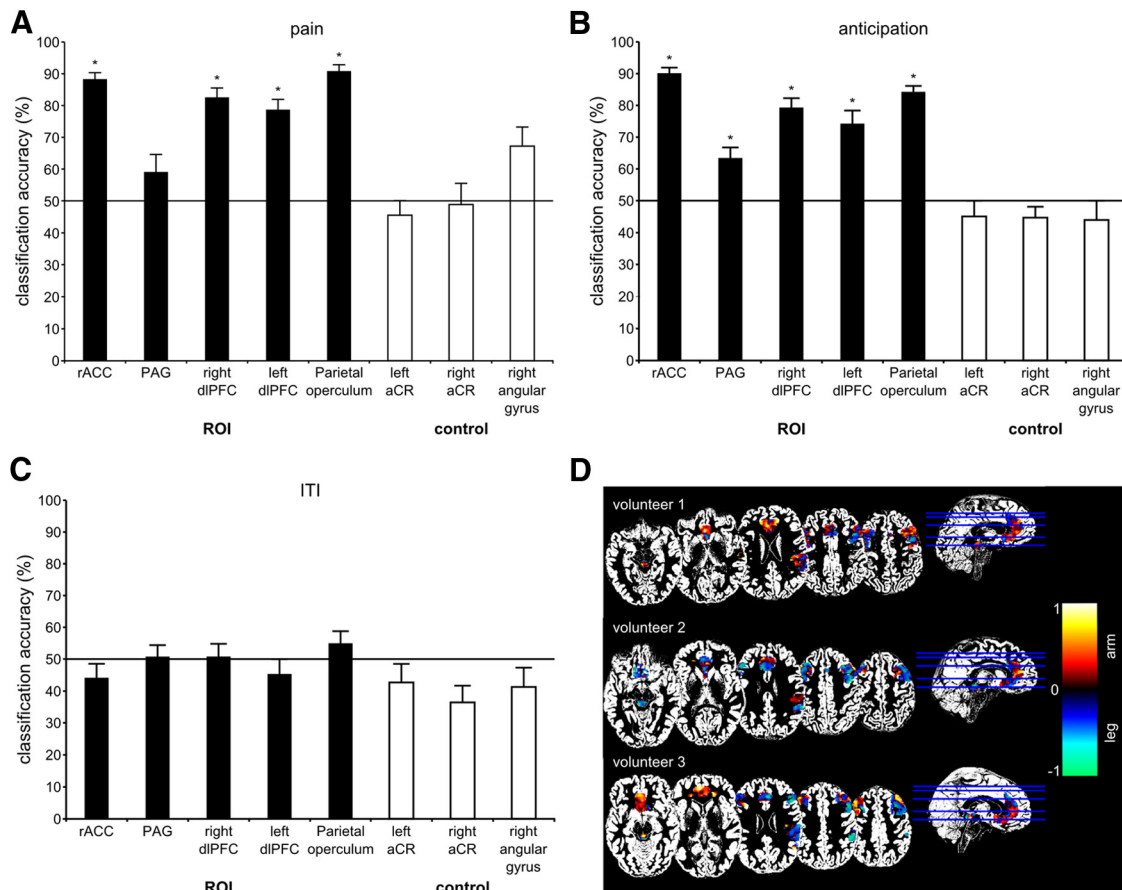 A
pain
classification accuracy (%)
100
90
80
70
60
50
40
30
20
10
0
*
*
*
*
rACC
PAG
right
dlPFC
left
dlPFC
Parietal
operculum
left
aCR
right
aCR
right
angular
gyrus
ROI
control
B
anticipation
classification accuracy (%)
100
90
80
70
60
50
40
30
20
10
0
*
*
*
*
*
rACC
PAG
right
dlPFC
left
dlPFC
Parietal
operculum
left
aCR
right
aCR
right
angular
gyrus
ROI
control
C
ITI
classification accuracy (%)
100
90
80
70
60
50
40
30
20
10
0
rACC
PAG
right
dlPFC
left
dlPFC
Parietal
operculum
left
aCR
right
aCR
right
angular
gyrus
ROI
control
D
volunteer 1
volunteer 2
volunteer 3
1
arm
0
leg
-1